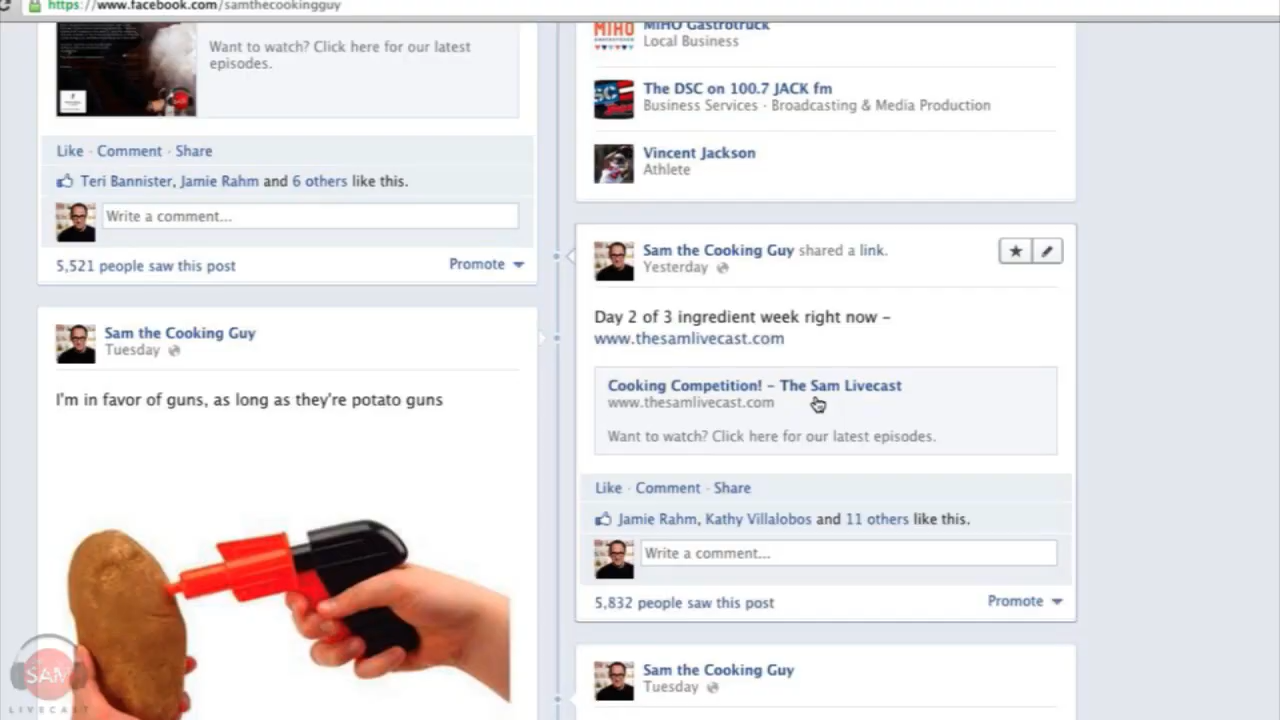 https://www.facebook.com/samthecookingguy
Want to watch? Click here for our latest
episodes.
Like · Comment · Share
Teri Bannister, Jamie Rahm and 6 others like this.
Write a comment...
5,521 people saw this post
Promote
Sam the Cooking Guy
Tuesday
I'm in favor of guns, as long as they're potato guns
SAM
LIVECAST
MIHO
MIHO Gastrotruck
Local Business
The DSC on 100.7 JACK fm
Business Services · Broadcasting & Media Production
Vincent Jackson
Athlete
Sam the Cooking Guy shared a link.
Yesterday
Day 2 of 3 ingredient week right now –
www.thesamlivecast.com
Cooking Competition! – The Sam Livecast
www.thesamlivecast.com
Want to watch? Click here for our latest episodes.
Like · Comment · Share
Jamie Rahm, Kathy Villalobos and 11 others like this.
Write a comment...
5,832 people saw this post
Promote
Sam the Cooking Guy
Tuesday